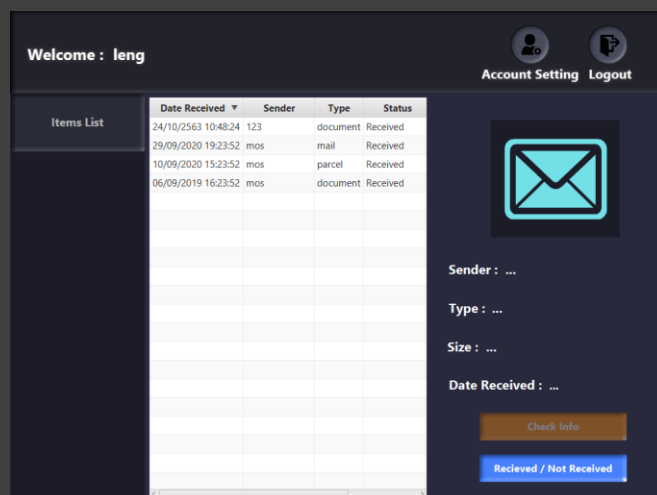 Welcome : leng
Account Setting Logout
Items List
Date Received ▼ Sender Type Status
24/10/2563 10:48:24 123 document Received
29/09/2020 19:23:52 mos mail Received
10/09/2020 15:23:52 mos parcel Received
06/09/2019 16:23:52 mos document Received
Sender : ...
Type : ...
Size : ...
Date Received : ...
Check Info
Recieved / Not Received